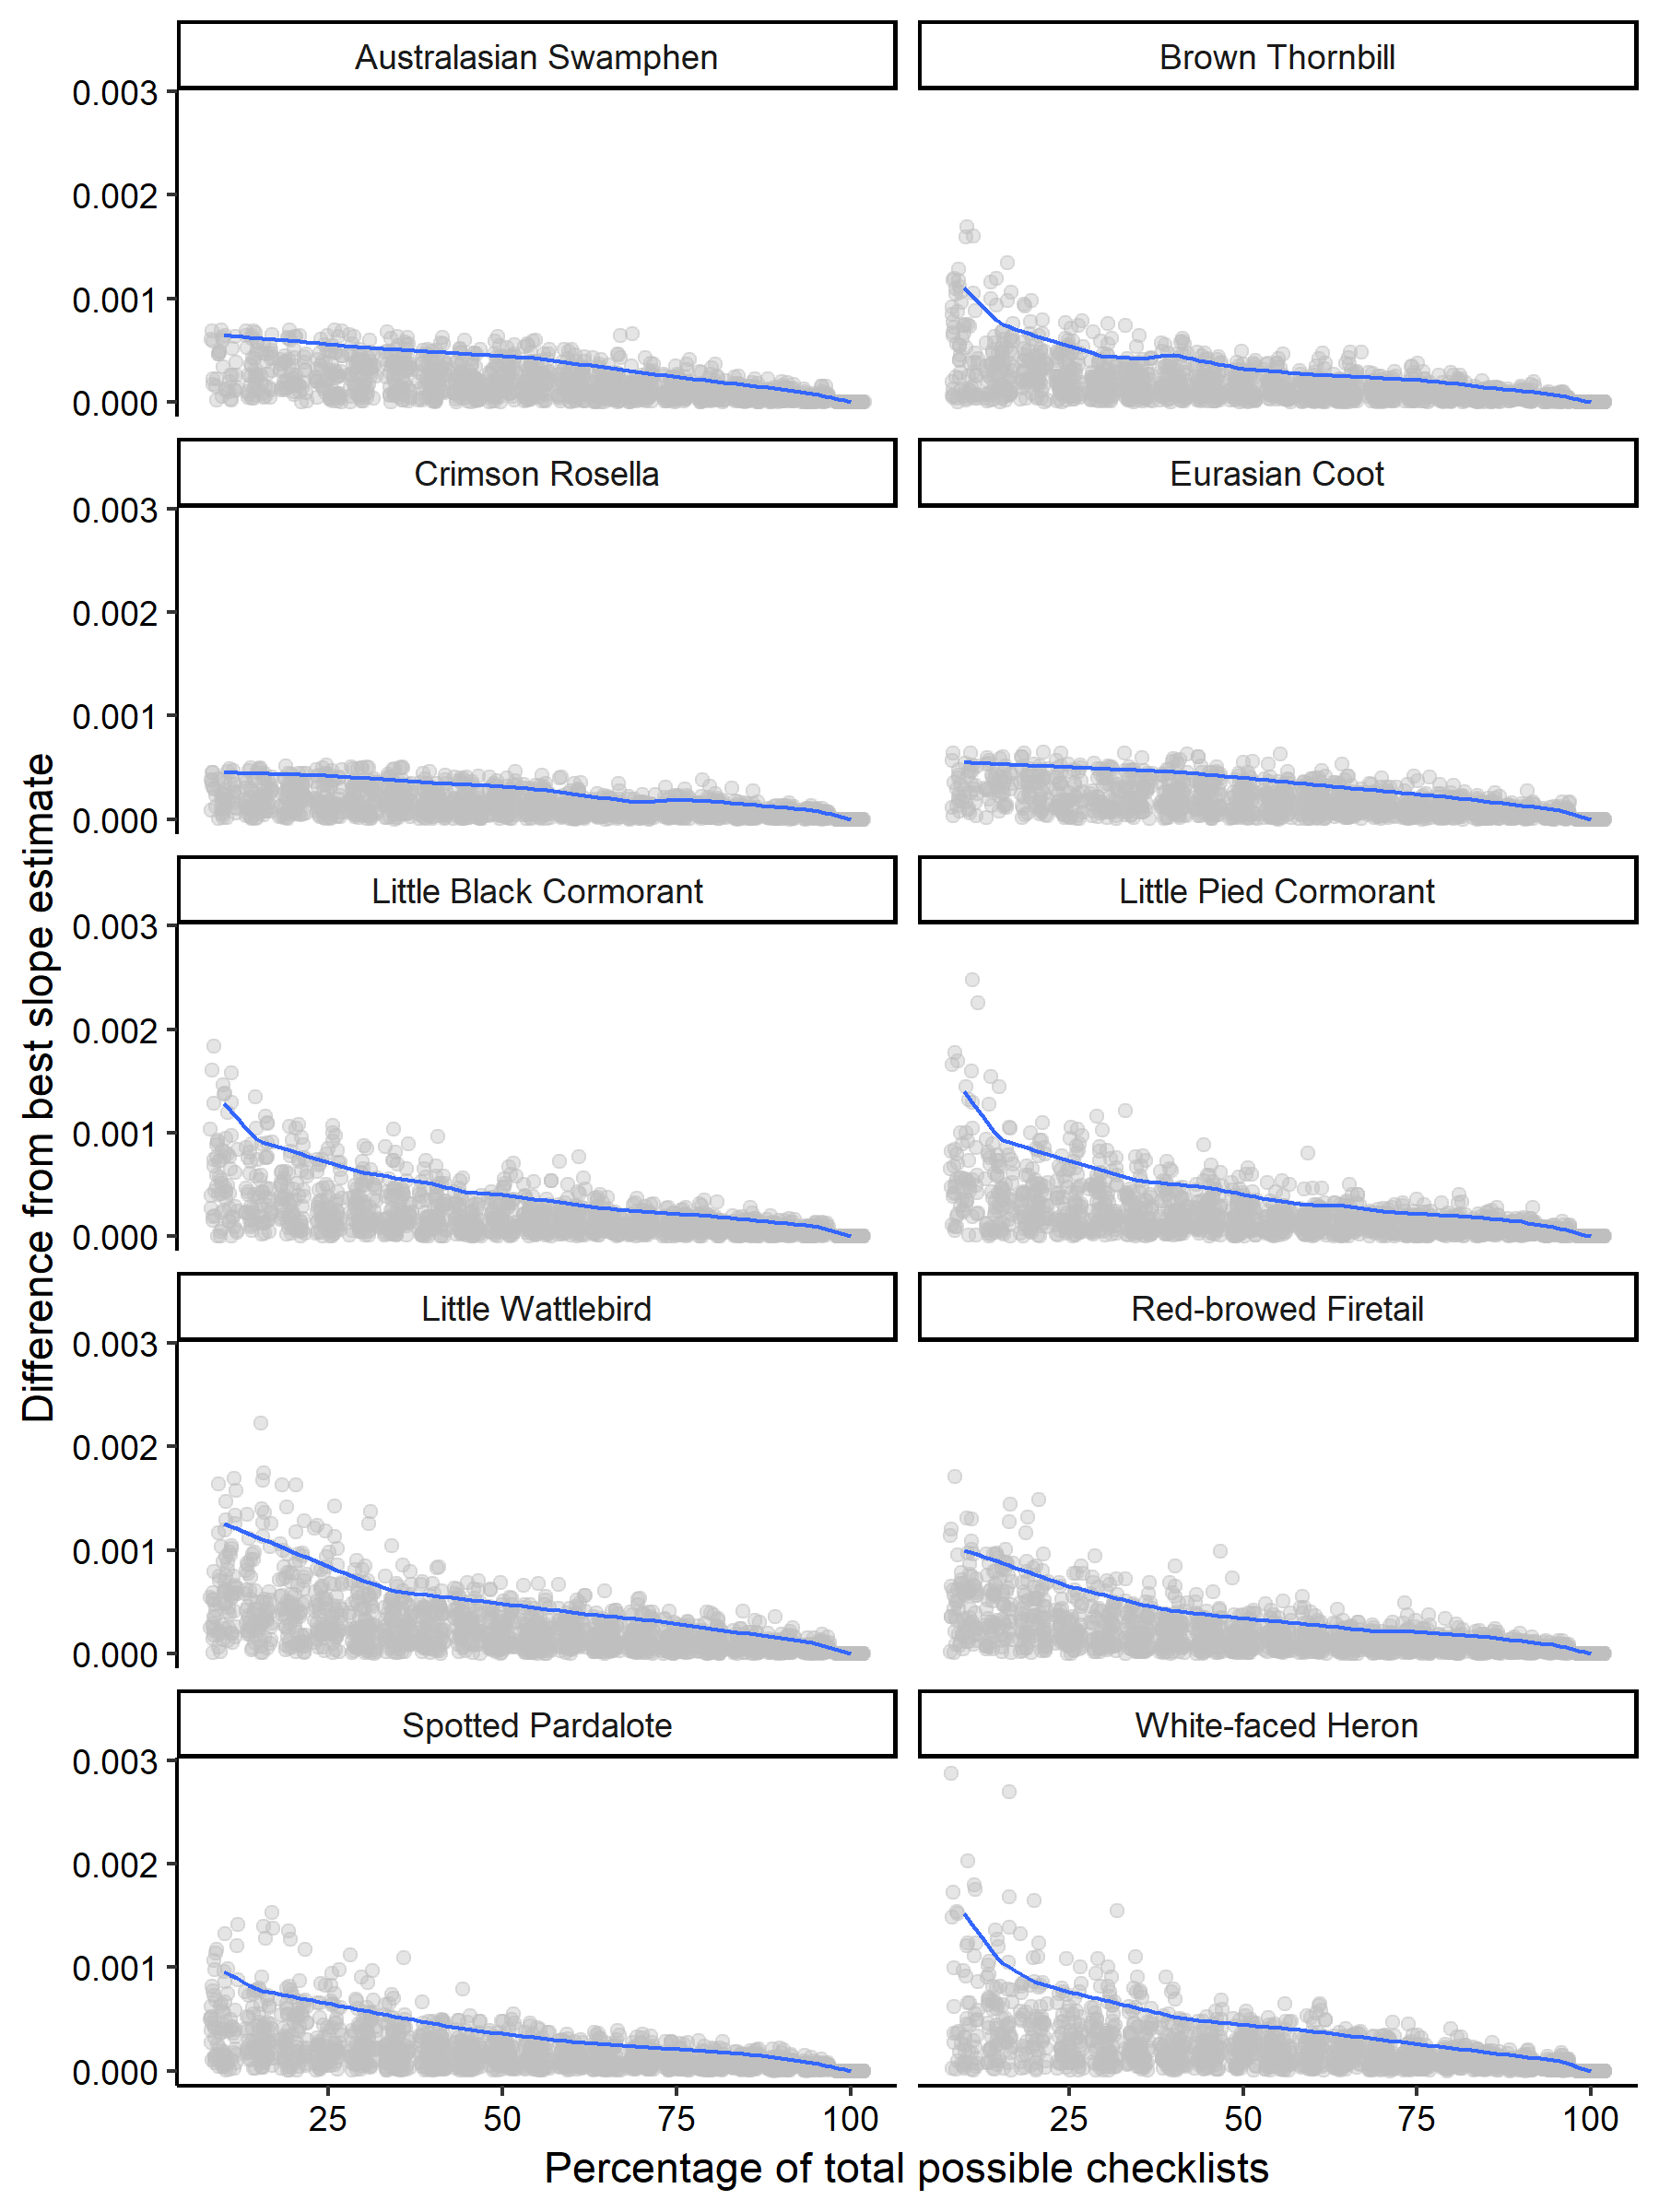 Australasian Swamphen
Brown Thornbill
0.003
0.002
0.001
0.000
Crimson Rosella
Eurasian Coot
0.003
0.002
0.001
0.000
Little Black Cormorant
Little Pied Cormorant
0.003
0.002
0.001
0.000
Little Wattlebird
Red-browed Firetail
0.003
0.002
0.001
0.000
Spotted Pardalote
White-faced Heron
0.003
0.002
0.001
0.000
25 50 75 100
25 50 75 100
Difference from best slope estimate
Percentage of total possible checklists